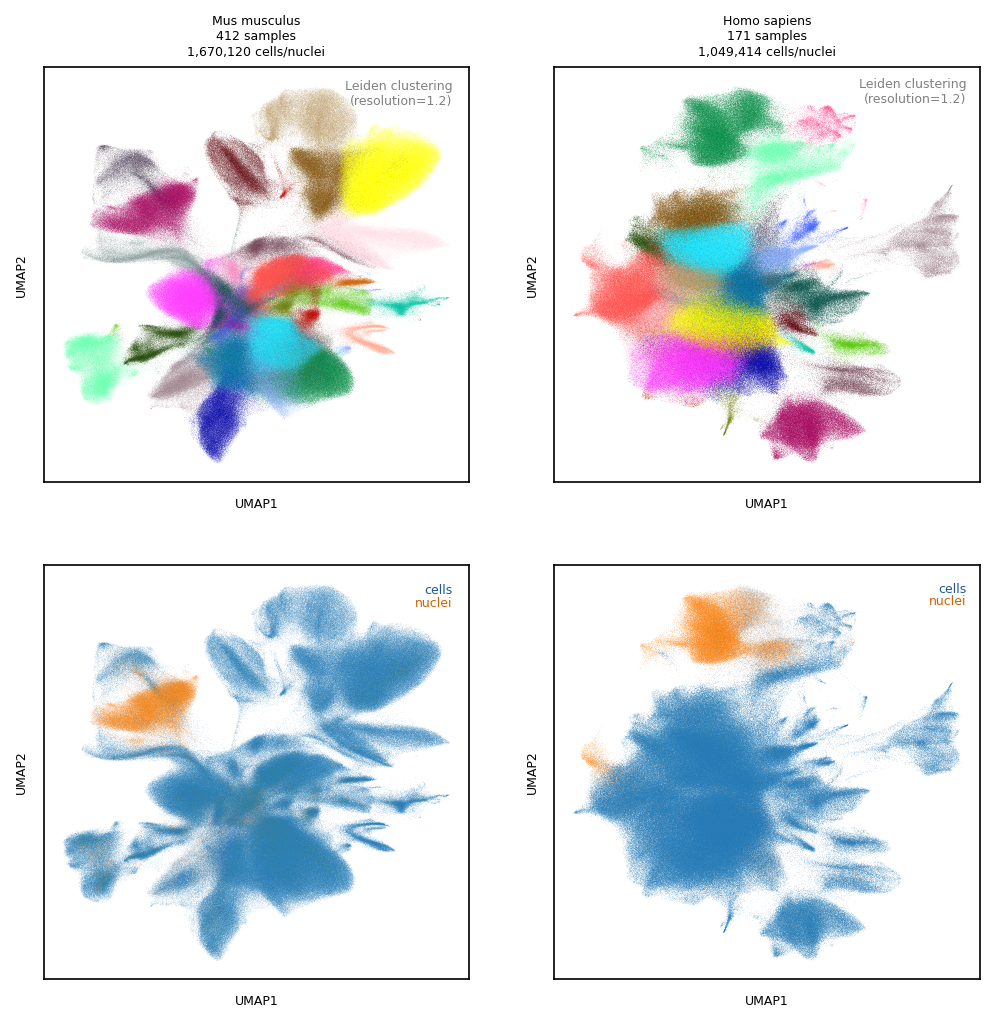 Mus musculus
412 samples
1,670,120 cells/nuclei
Leiden clustering
(resolution=1.2)
UMAP2
UMAP1
Homo sapiens
171 samples
1,049,414 cells/nuclei
Leiden clustering
(resolution=1.2)
UMAP2
UMAP1
cells
nuclei
UMAP2
UMAP1
cells
nuclei
UMAP2
UMAP1